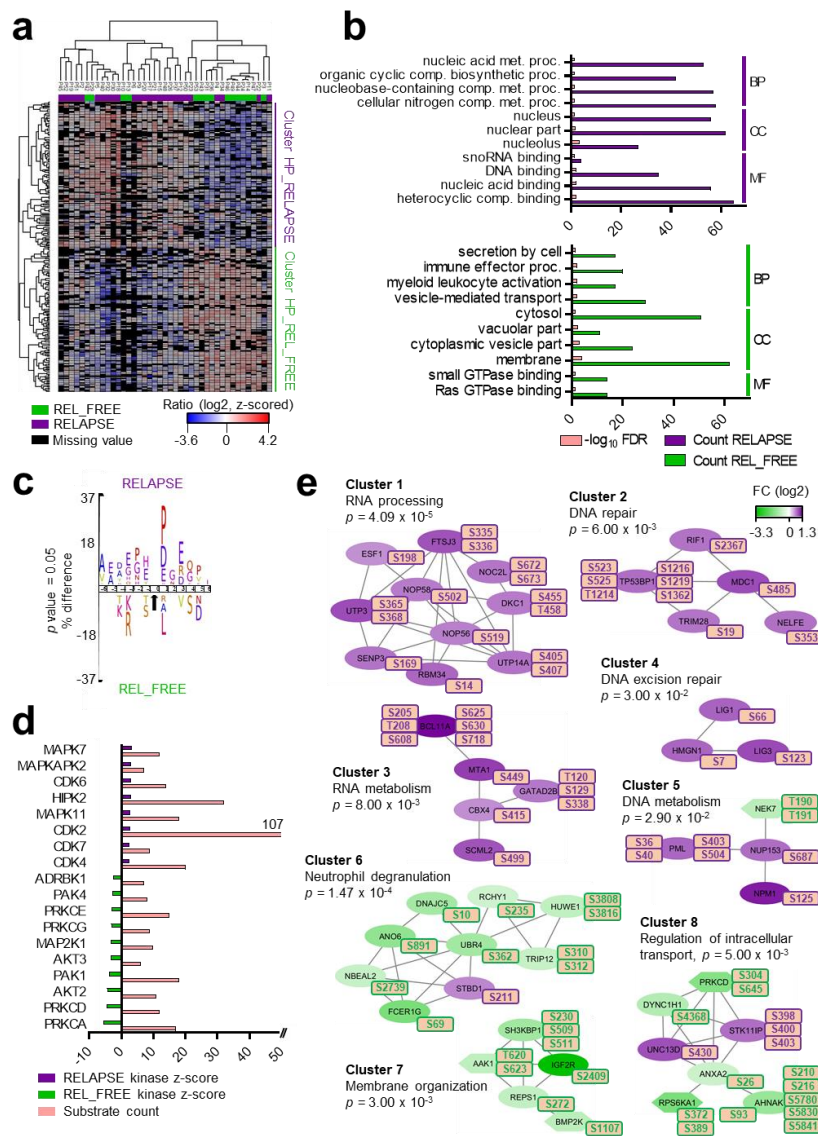 a
Cluster HP_RELAPSE
Cluster HP_REL_FREE
REL_FREE
RELAPSE
Missing value
Ratio (log2, z-scored)
-3.6 0 4.2
b
nucleic acid met. proc.
organic cyclic comp. biosynthetic proc.
nucleobase-containing comp. met. proc.
cellular nitrogen comp. met. proc.
nucleus
nuclear part
nucleolus
snoRNA binding
DNA binding
nucleic acid binding
heterocyclic comp. binding
BP
CC
MF
0 20 40 60
secretion by cell
immune effector proc.
myeloid leukocyte activation
vesicle-mediated transport
cytosol
vacuolar part
cytoplasmic vesicle part
membrane
small GTPase binding
Ras GTPase binding
BP
CC
MF
0 20 40 60
-log10 FDR
Count RELAPSE
Count REL_FREE
c
RELAPSE
37
18
-18
-37
p value = 0.05
% difference
REL_FREE
d
MAPK7
MAPKAPK2
CDK6
HIPK2
MAPK11
CDK2
107
CDK7
CDK4
ADRBK1
PAK4
PRKCE
PRKCG
MAP2K1
AKT3
PAK1
AKT2
PRKCD
PRKCA
-10 0 10 20 30 40 50
RELAPSE kinase z-score
REL_FREE kinase z-score
Substrate count
e
Cluster 1
RNA processing
p = 4.09 x 10-5
FTSJ3 S335 S336
ESF1 S198
NOC2L S672 S673
NOP58 S502
DKC1 S455 T458
UTP3 S365 S368
NOP56 S519
SENP3 S169
UTP14A S405 S407
RBM34 S14
Cluster 2
DNA repair
p = 6.00 x 10-3
FC (log2)
-3.3 0 1.3
RIF1 S2367
S523 S525 T1214
TP53BP1
S1216 S1219 S1362
MDC1 S485
TRIM28 S19
NELFE S353
Cluster 3
RNA metabolism
p = 8.00 x 10-3
S205 T208 S608
BCL11A
S625 S630 S718
MTA1 S449
GATAD2B T120 S129 S338
CBX4 S415
SCML2 S499
Cluster 4
DNA excision repair
p = 3.00 x 10-2
LIG1 S66
HMGN1 S7
LIG3 S123
Cluster 5
DNA metabolism
p = 2.90 x 10-2
NEK7 T190 T191
S36 S40
PML S403 S504
NUP153 S687
NPM1 S125
Cluster 6
Neutrophil degranulation
p = 1.47 x 10-4
DNAJC5 S10
RCHY1 S235
HUWE1 S3808 S3816
ANO6 S891
UBR4 S362
TRIP12 S310 S312
NBEAL2 S2739
STBD1 S211
FCER1G S69
Cluster 7
Membrane organization
p = 3.00 x 10-3
SH3KBP1 S230 S509 S511
AAK1 T620 S623
IGF2R S2409
REPS1 S272
BMP2K S1107
Cluster 8
Regulation of intracellular
transport, p = 5.00 x 10-3
PRKCD S304 S645
DYNC1H1 S4368
STK11IP S398 S400 S403
UNC13D S430
ANXA2 S26
RPS6KA1 S372 S389
AHNAK S93 S210 S216 S5780 S5830 S5841